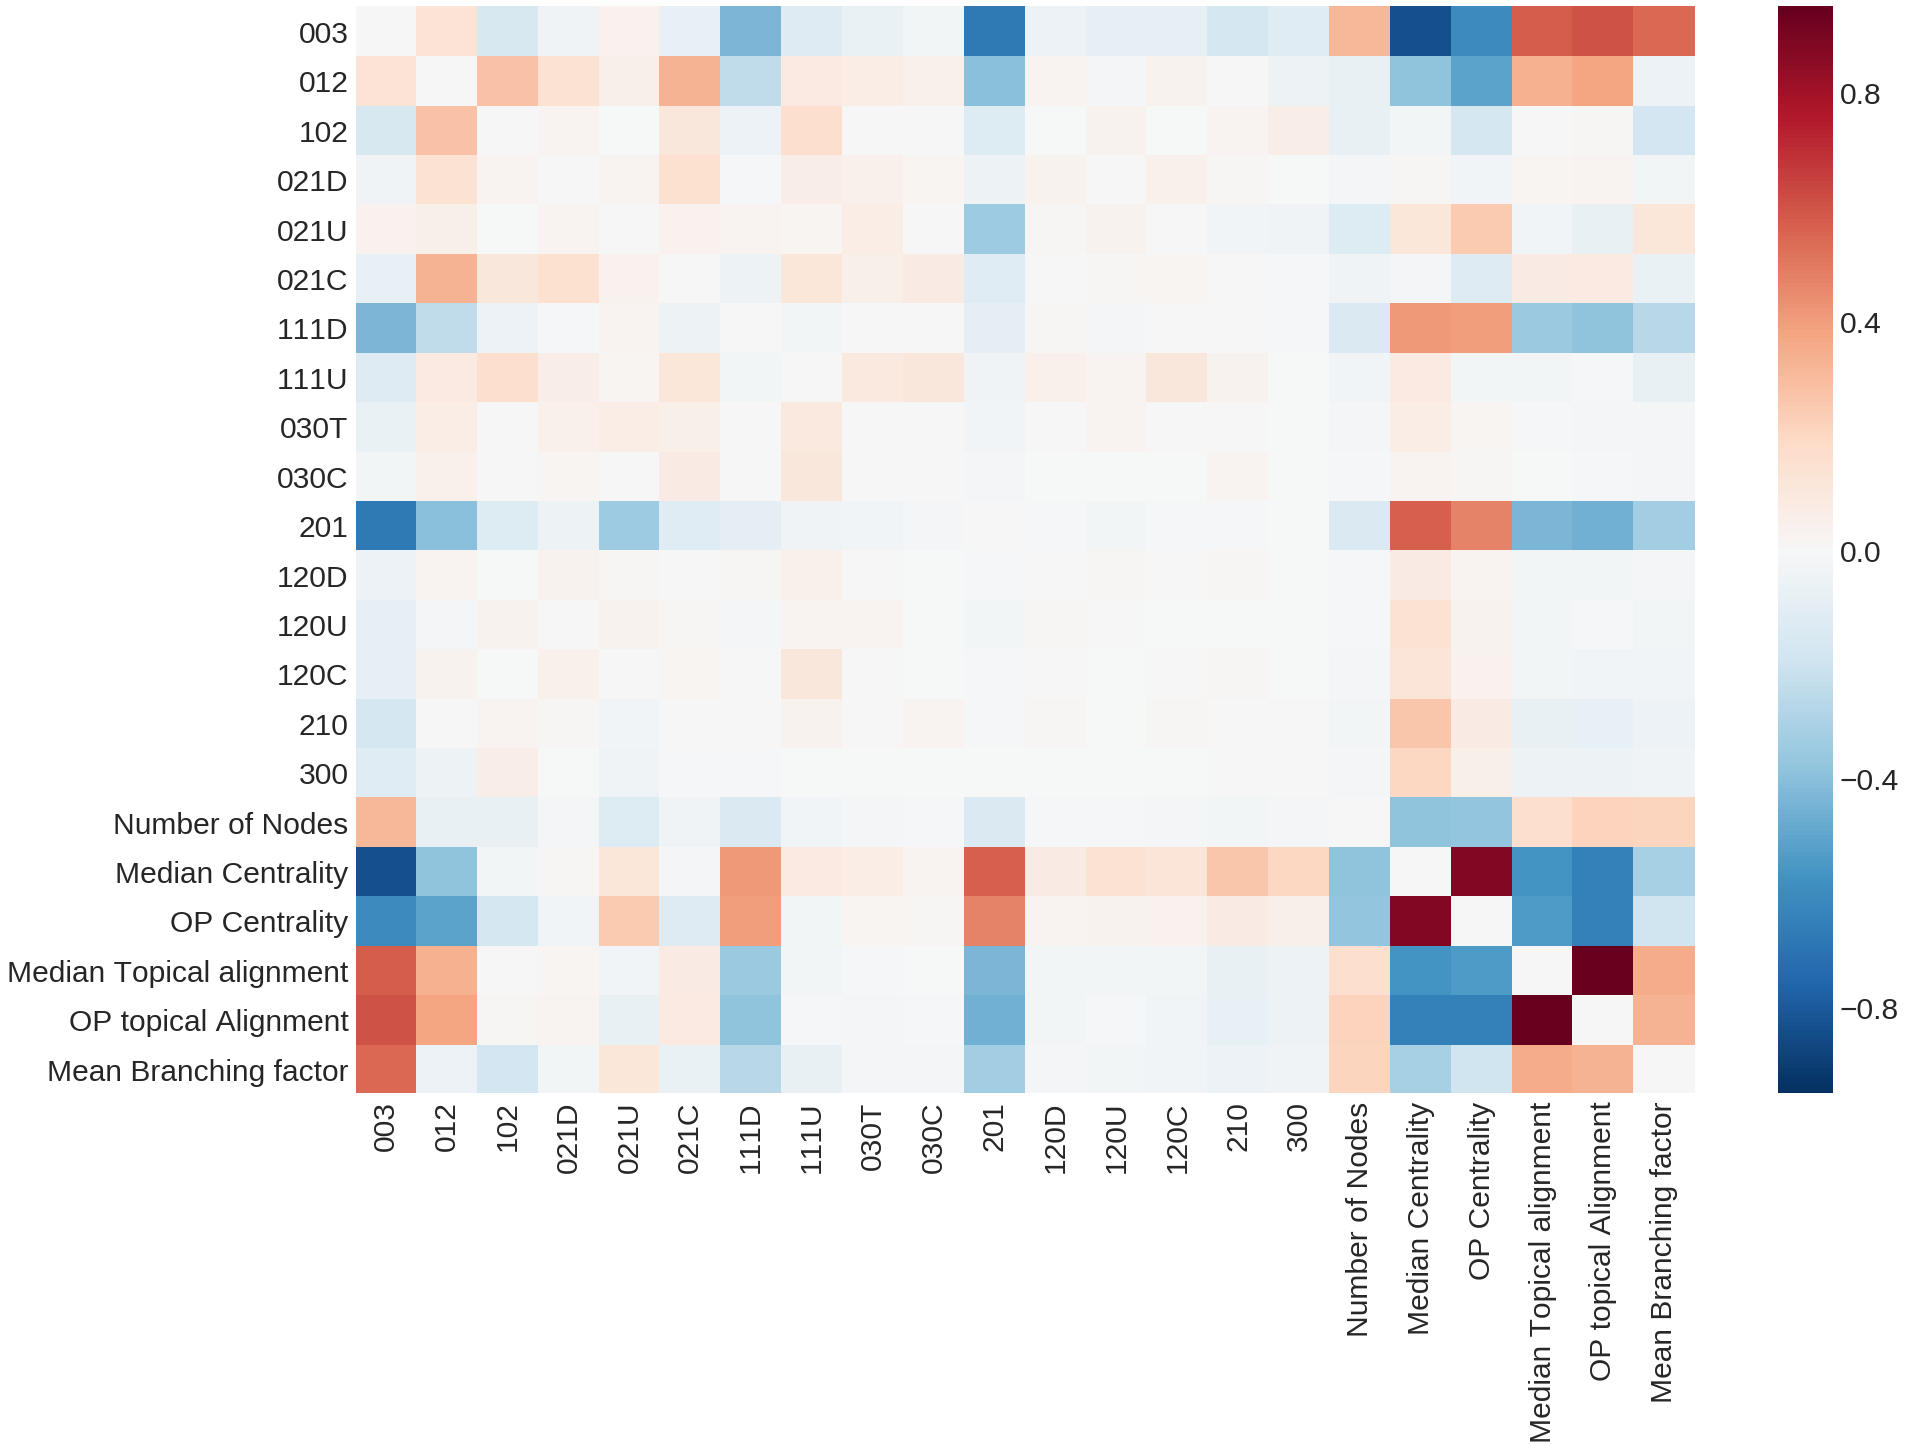 003
012
102
021D
021U
021C
111D
111U
030T
030C
201
120D
120U
120C
210
300
Number of Nodes
Median Centrality
OP Centrality
Median Topical alignment
OP topical Alignment
Mean Branching factor
003
012
102
021D
021U
021C
111D
111U
030T
030C
201
120D
120U
120C
210
300
Number of Nodes
Median Centrality
OP Centrality
Median Topical alignment
OP topical Alignment
Mean Branching factor
0.8
0.4
0.0
−0.4
−0.8